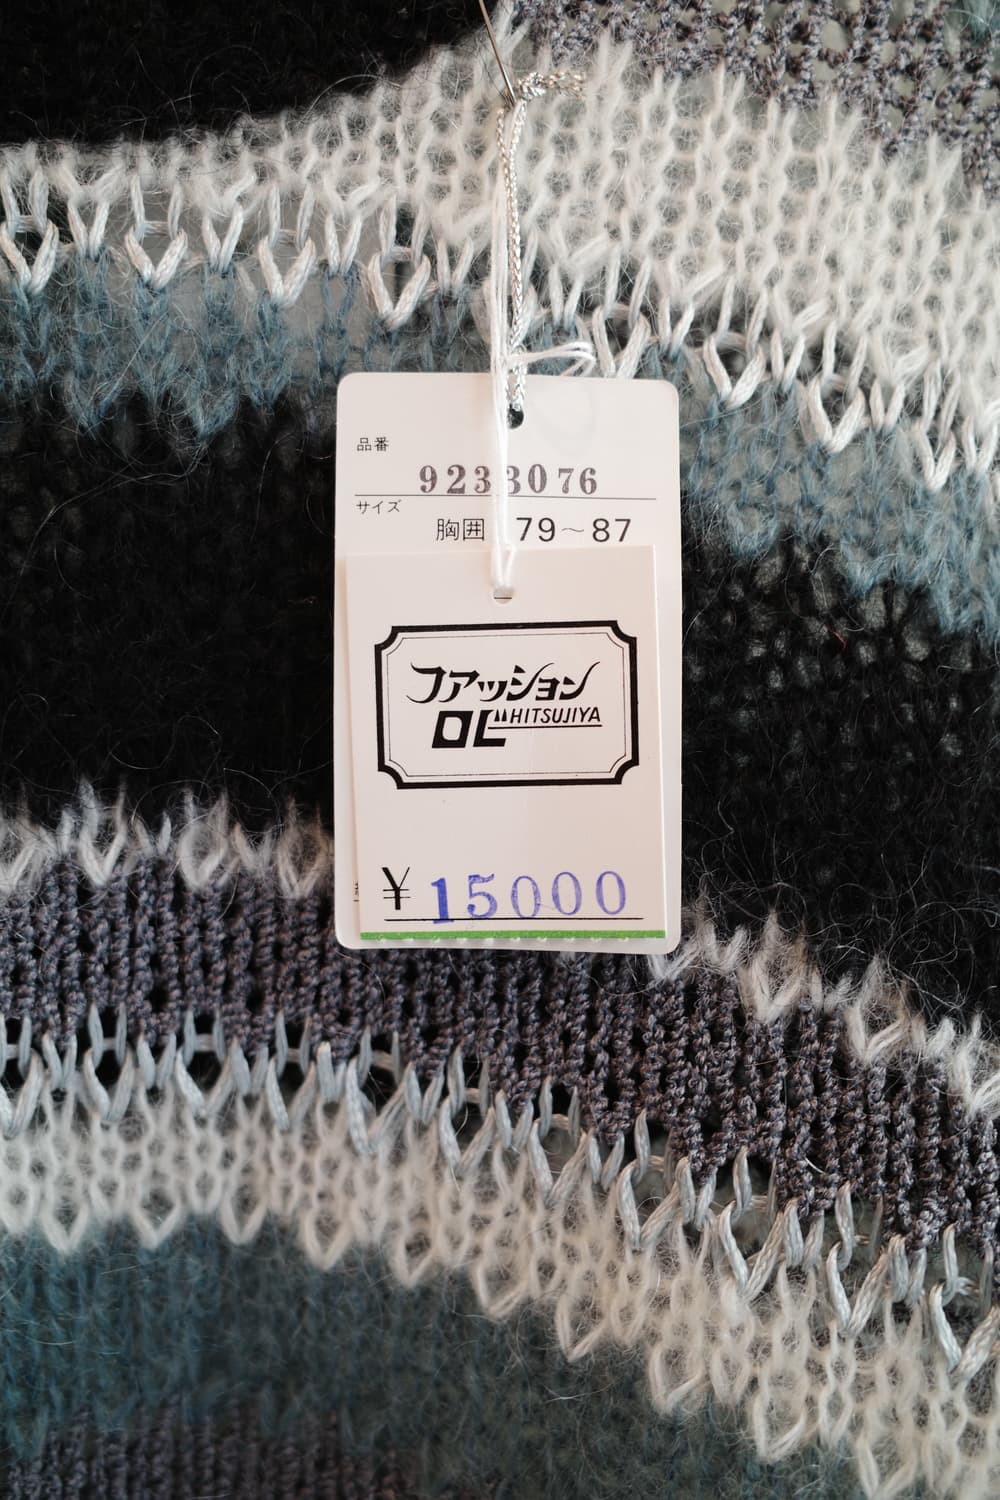 品番
9233076
サイズ
胸囲 79～87
ファッション
OL HITSUJIYA
¥ 15000